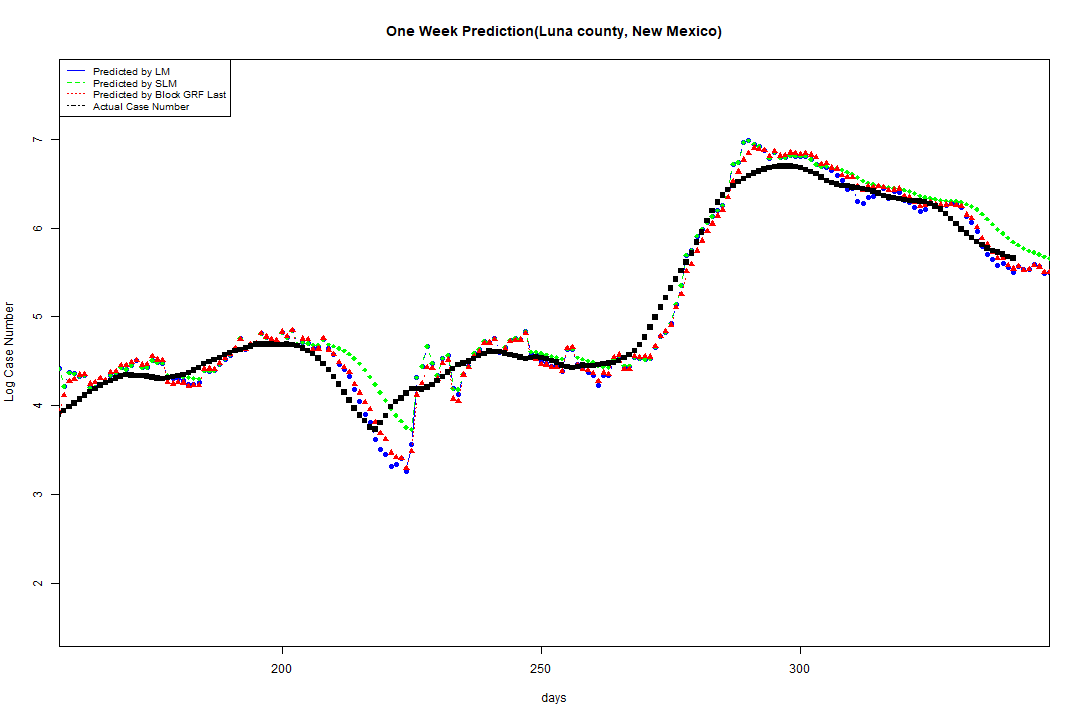 One Week Prediction(Luna county, New Mexico)
Predicted by LM
Predicted by SLM
Predicted by Block GRF Last
Actual Case Number
7
6
5
4
3
2
Log Case Number
200 250 300
days